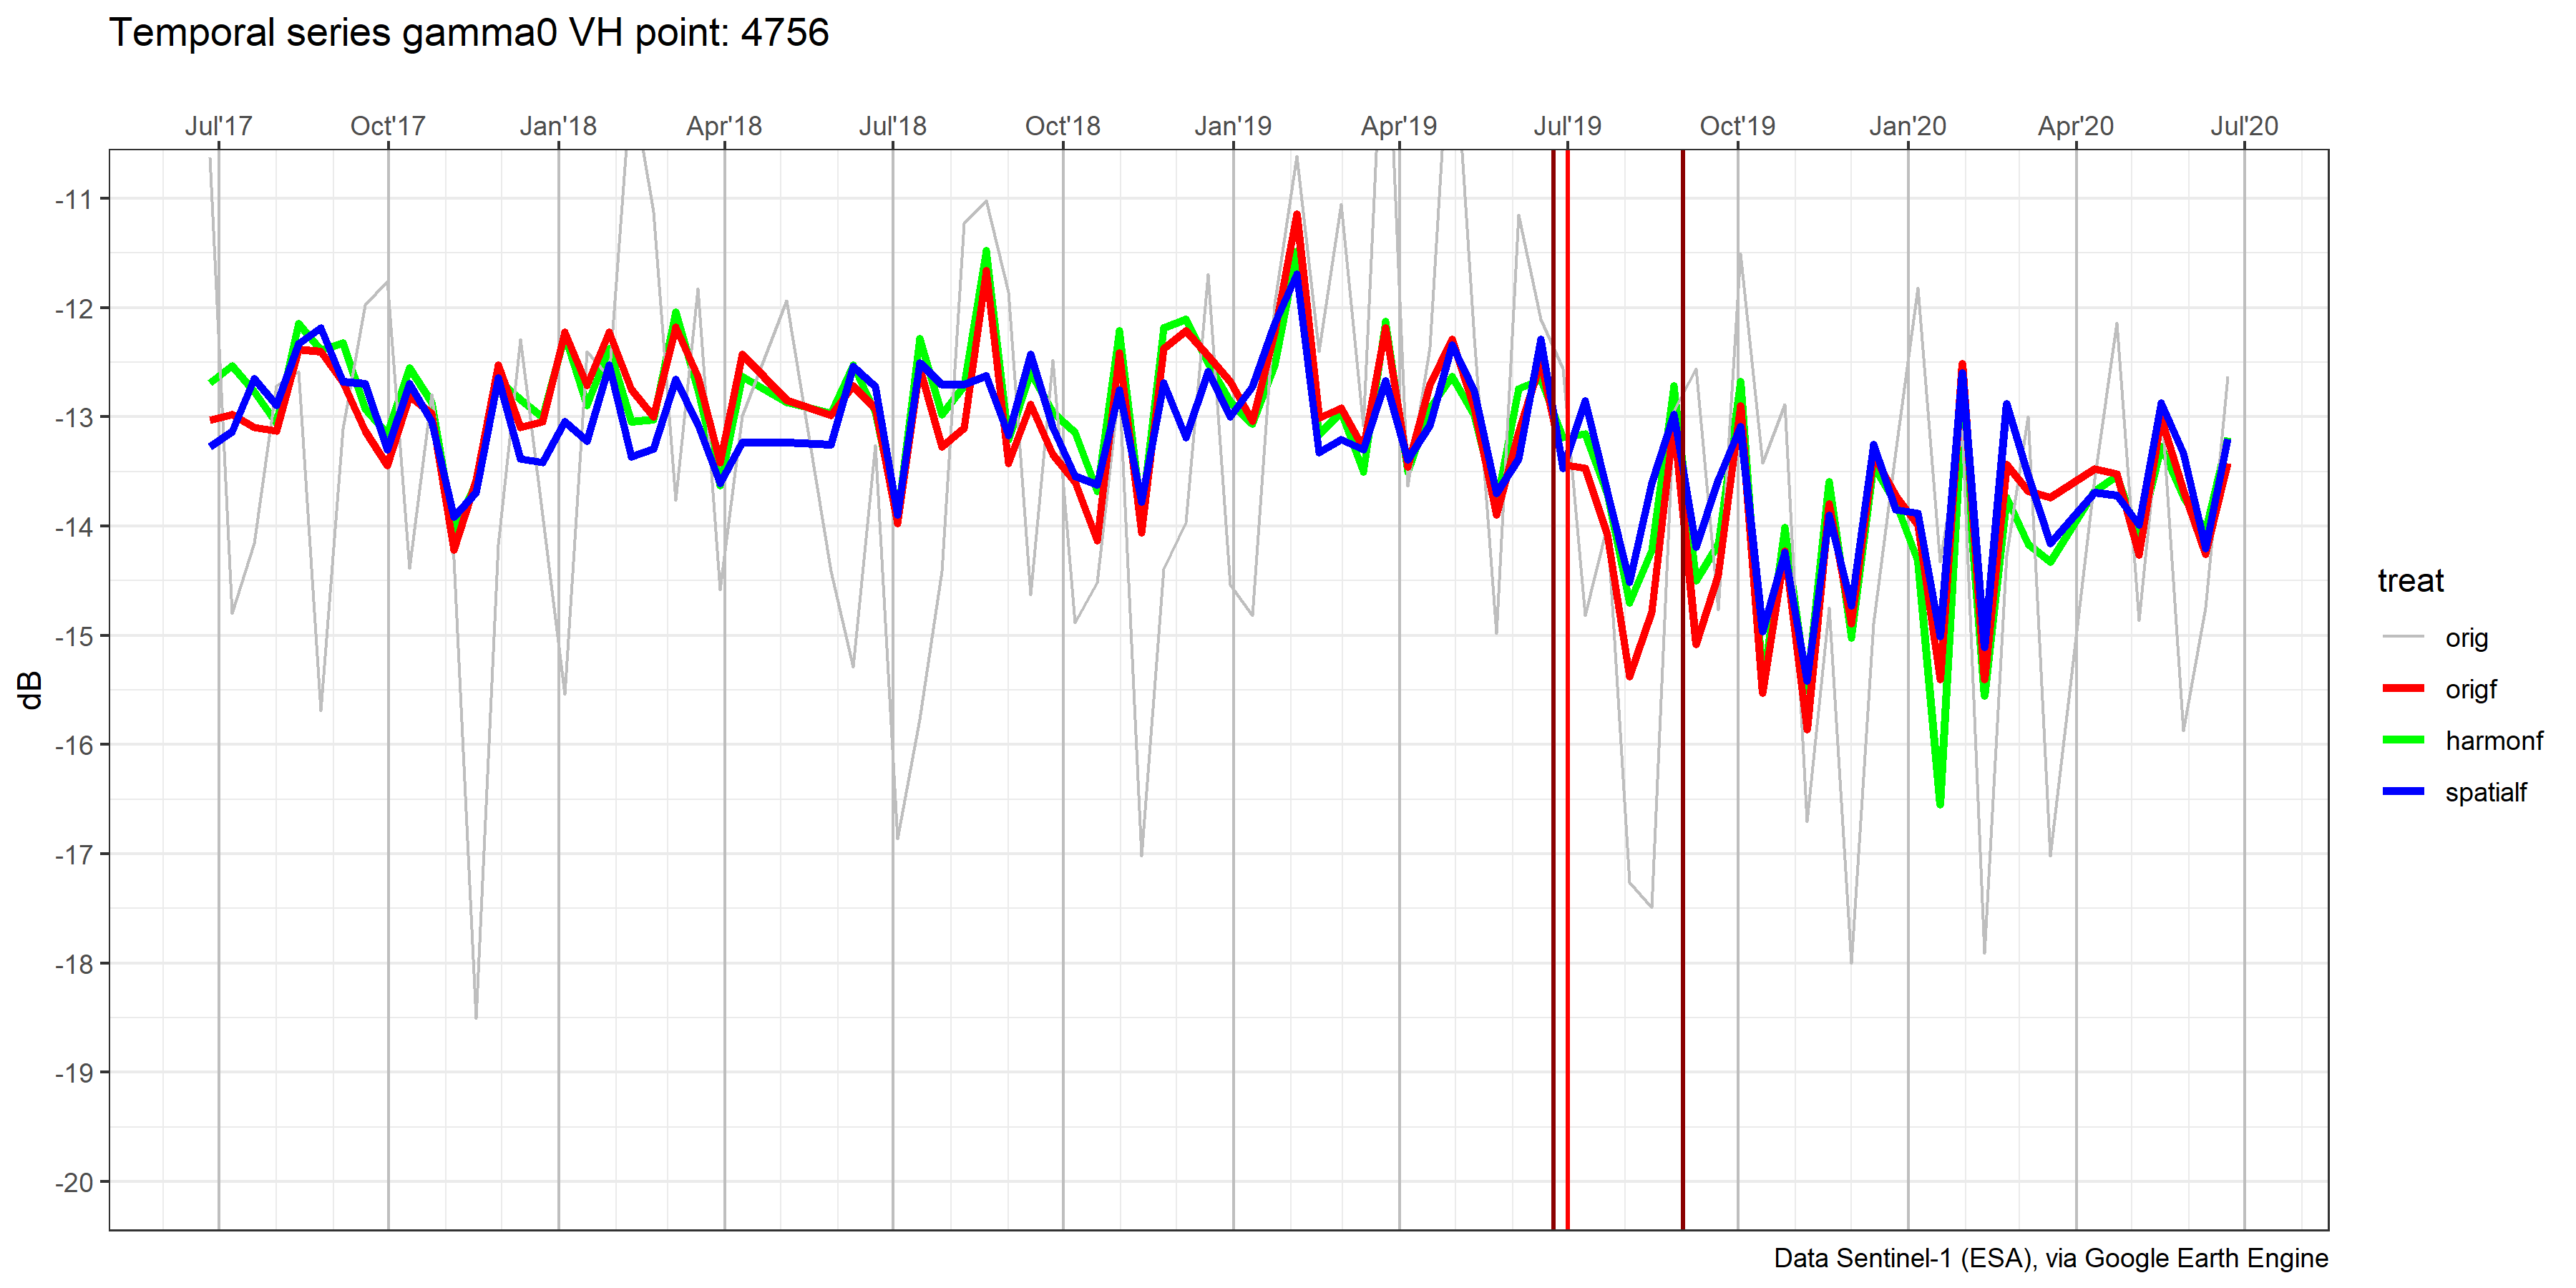 Temporal series gamma0 VH point: 4756
Jul'17 Oct'17 Jan'18 Apr'18 Jul'18 Oct'18 Jan'19 Apr'19 Jul'19 Oct'19 Jan'20 Apr'20 Jul'20
-11
-12
-13
-14
-15
-16
-17
-18
-19
-20
dB
treat
orig
origf
harmonf
spatialf
Data Sentinel-1 (ESA), via Google Earth Engine